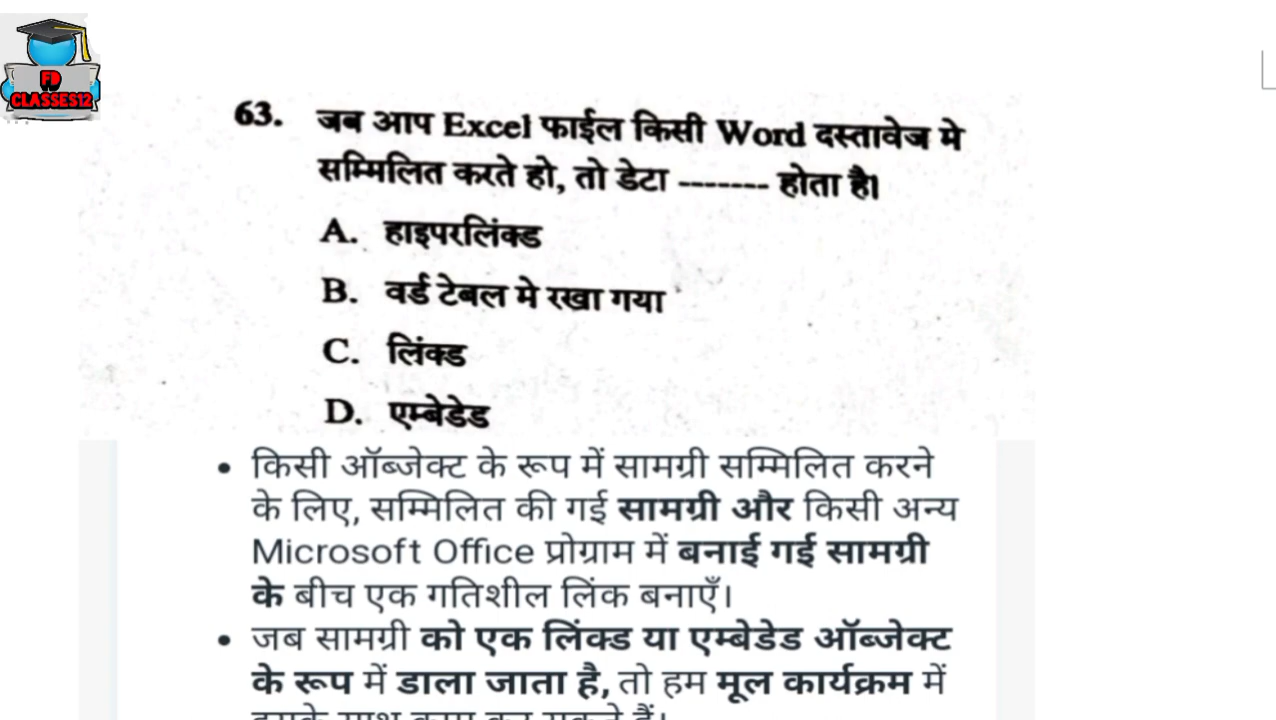 FD
CLASSES12
63. जब आप Excel फाईल किसी Word दस्तावेज मे
सम्मिलित करते हो, तो डेटा ------- होता है।
A. हाइपरलिंक्ड
B. वर्ड टेबल मे रखा गया
C. लिंक्ड
D. एम्बेडेड
• किसी ऑब्जेक्ट के रूप में सामग्री सम्मिलित करने
के लिए, सम्मिलित की गई सामग्री और किसी अन्य
Microsoft Office प्रोग्राम में बनाई गई सामग्री
के बीच एक गतिशील लिंक बनाएँ।
• जब सामग्री को एक लिंक्ड या एम्बेडेड ऑब्जेक्ट
के रूप में डाला जाता है, तो हम मूल कार्यक्रम में